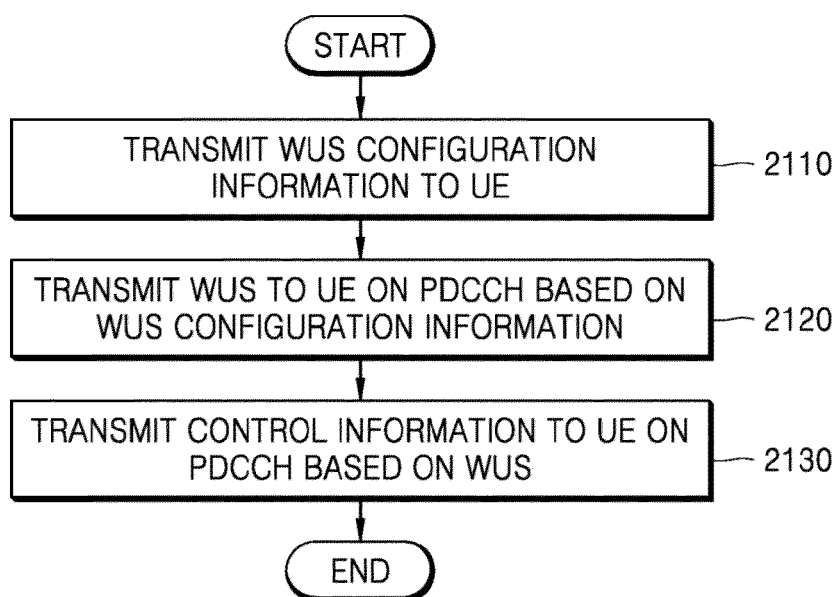 START
TRANSMIT WUS CONFIGURATION
INFORMATION TO UE
2110
TRANSMIT WUS TO UE ON PDCCH BASED ON
WUS CONFIGURATION INFORMATION
2120
TRANSMIT CONTROL INFORMATION TO UE ON
PDCCH BASED ON WUS
2130
END